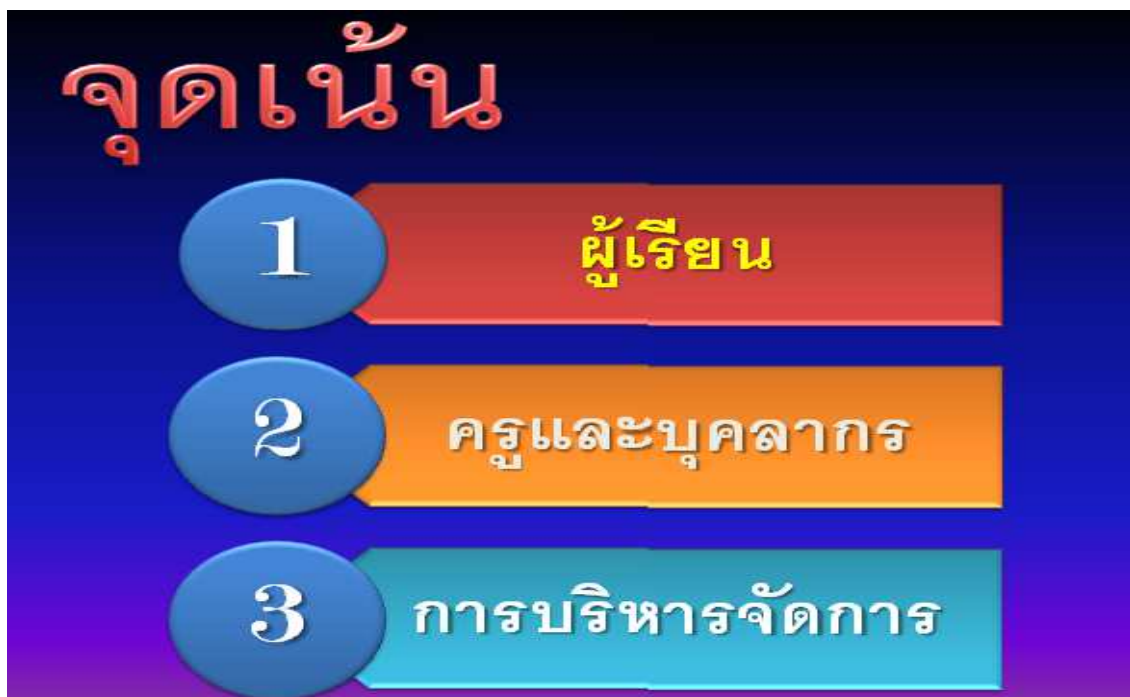 จุดเน้น
1 ผู้เรียน
2 ครูและบุคลากร
3 การบริหารจัดการ